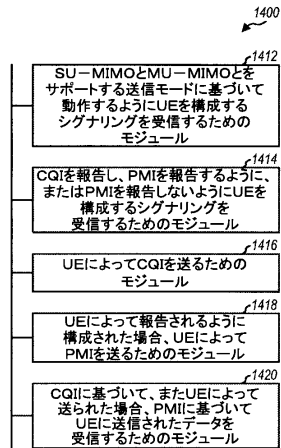 1400
1412
SU－MIMOとMU－MIMOとを
サポートする送信モードに基づいて
動作するようにUEを構成する
シグナリングを受信するための
モジュール
1414
CQIを報告し、PMIを報告するように、
またはPMIを報告しないようにUEを
構成するシグナリングを
受信するためのモジュール
1416
UEによってCQIを送るための
モジュール
1418
UEによって報告されるように
構成された場合、UEによって
PMIを送るためのモジュール
1420
CQIに基づいて、またUEによって
送られた場合、PMIに基づいて
UEに送信されたデータを
受信するためのモジュール